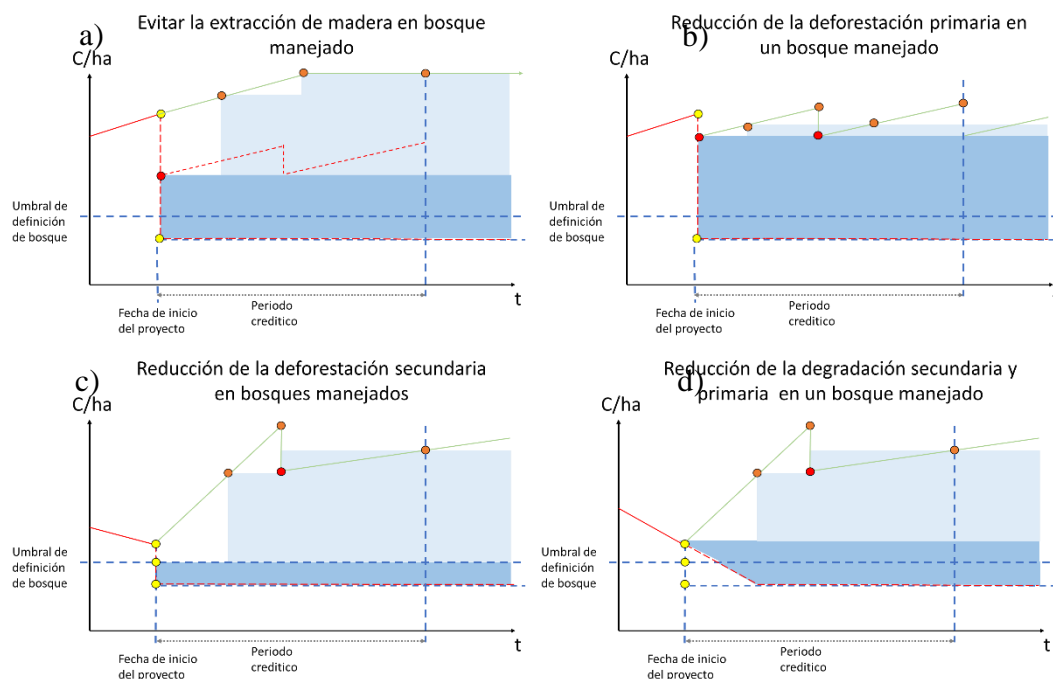 a)
Evitar la extracción de madera en bosque
manejado
C/ha
Umbral de
definición
de bosque
t
Fecha de inicio
del proyecto
Periodo
creditico
b)
Reducción de la deforestación primaria en
un bosque manejado
C/ha
Umbral de
definición
de bosque
Fecha de inicio
del proyecto
Periodo
creditico
c)
Reducción de la deforestación secundaria
en bosques manejados
C/ha
Umbral de
definición
de bosque
t
Fecha de inicio
del proyecto
Periodo
creditico
d)
Reducción de la degradación secundaria y
primaria en un bosque manejado
C/ha
Umbral de
definición
de bosque
t
Fecha de inicio
del proyecto
Periodo
creditico